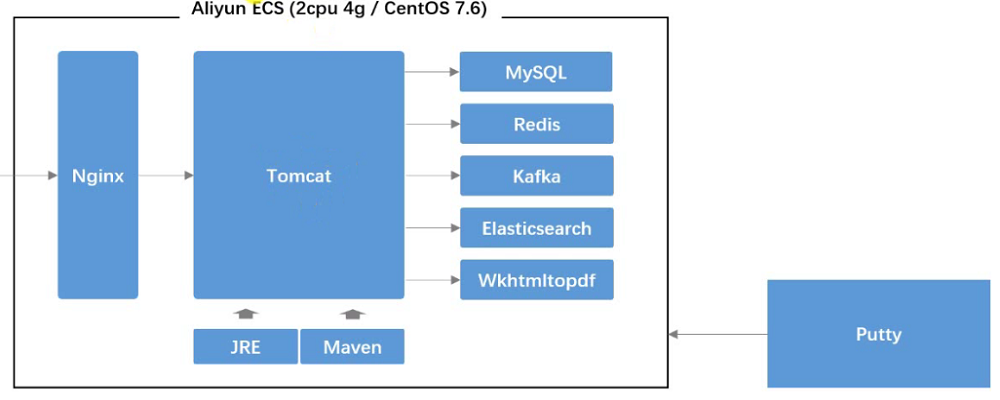 Aliyun ECS (2cpu 4g / CentOS 7.6)
Nginx
Tomcat
MySQL
Redis
Kafka
Elasticsearch
Wkhtmltopdf
JRE
Maven
Putty